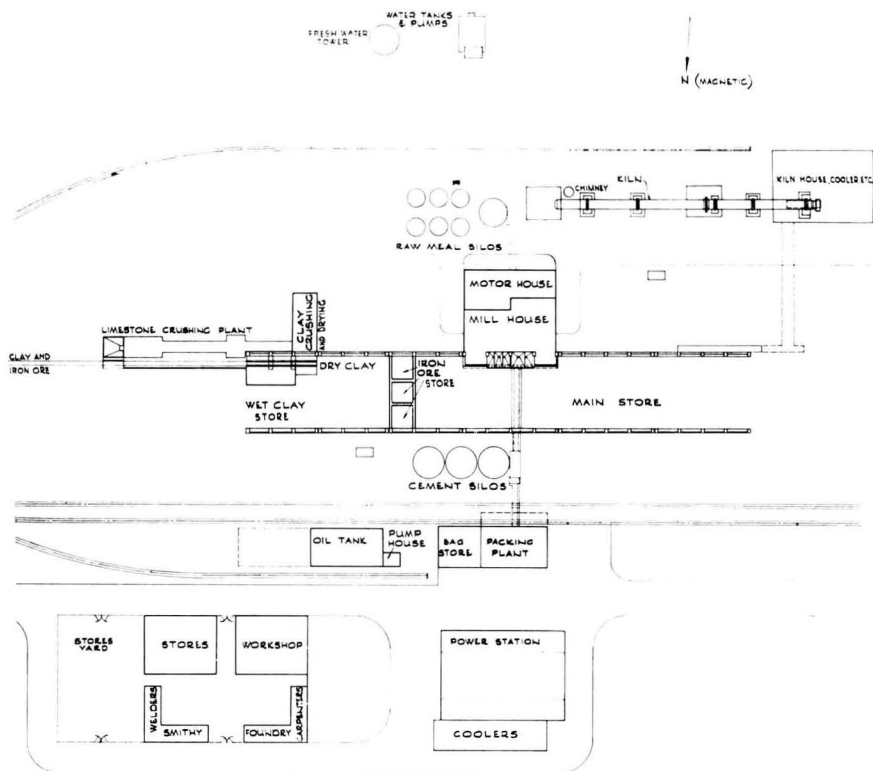 WATER TANKS
& PUMPS
FRESH WATER
TOWER
N (MAGNETIC)
CHIMNEY
KILN
KILN HOUSE, COOLER ETC.
RAW MEAL SILOS
MOTOR HOUSE
MILL HOUSE
LIMESTONE CRUSHING PLANT
CLAY
CRUSHING
AND DRYING
CLAY AND
IRON ORE
DRY CLAY
IRON
ORE
STORE
WET CLAY
STORE
MAIN STORE
CEMENT SILOS
OIL TANK
PUMP
HOUSE
BAG
STORE
PACKING
PLANT
STORES
YARD
STORES
WORKSHOP
POWER STATION
WELDERS
SMITHY
FOUNDRY
CARPENTERS
COOLERS